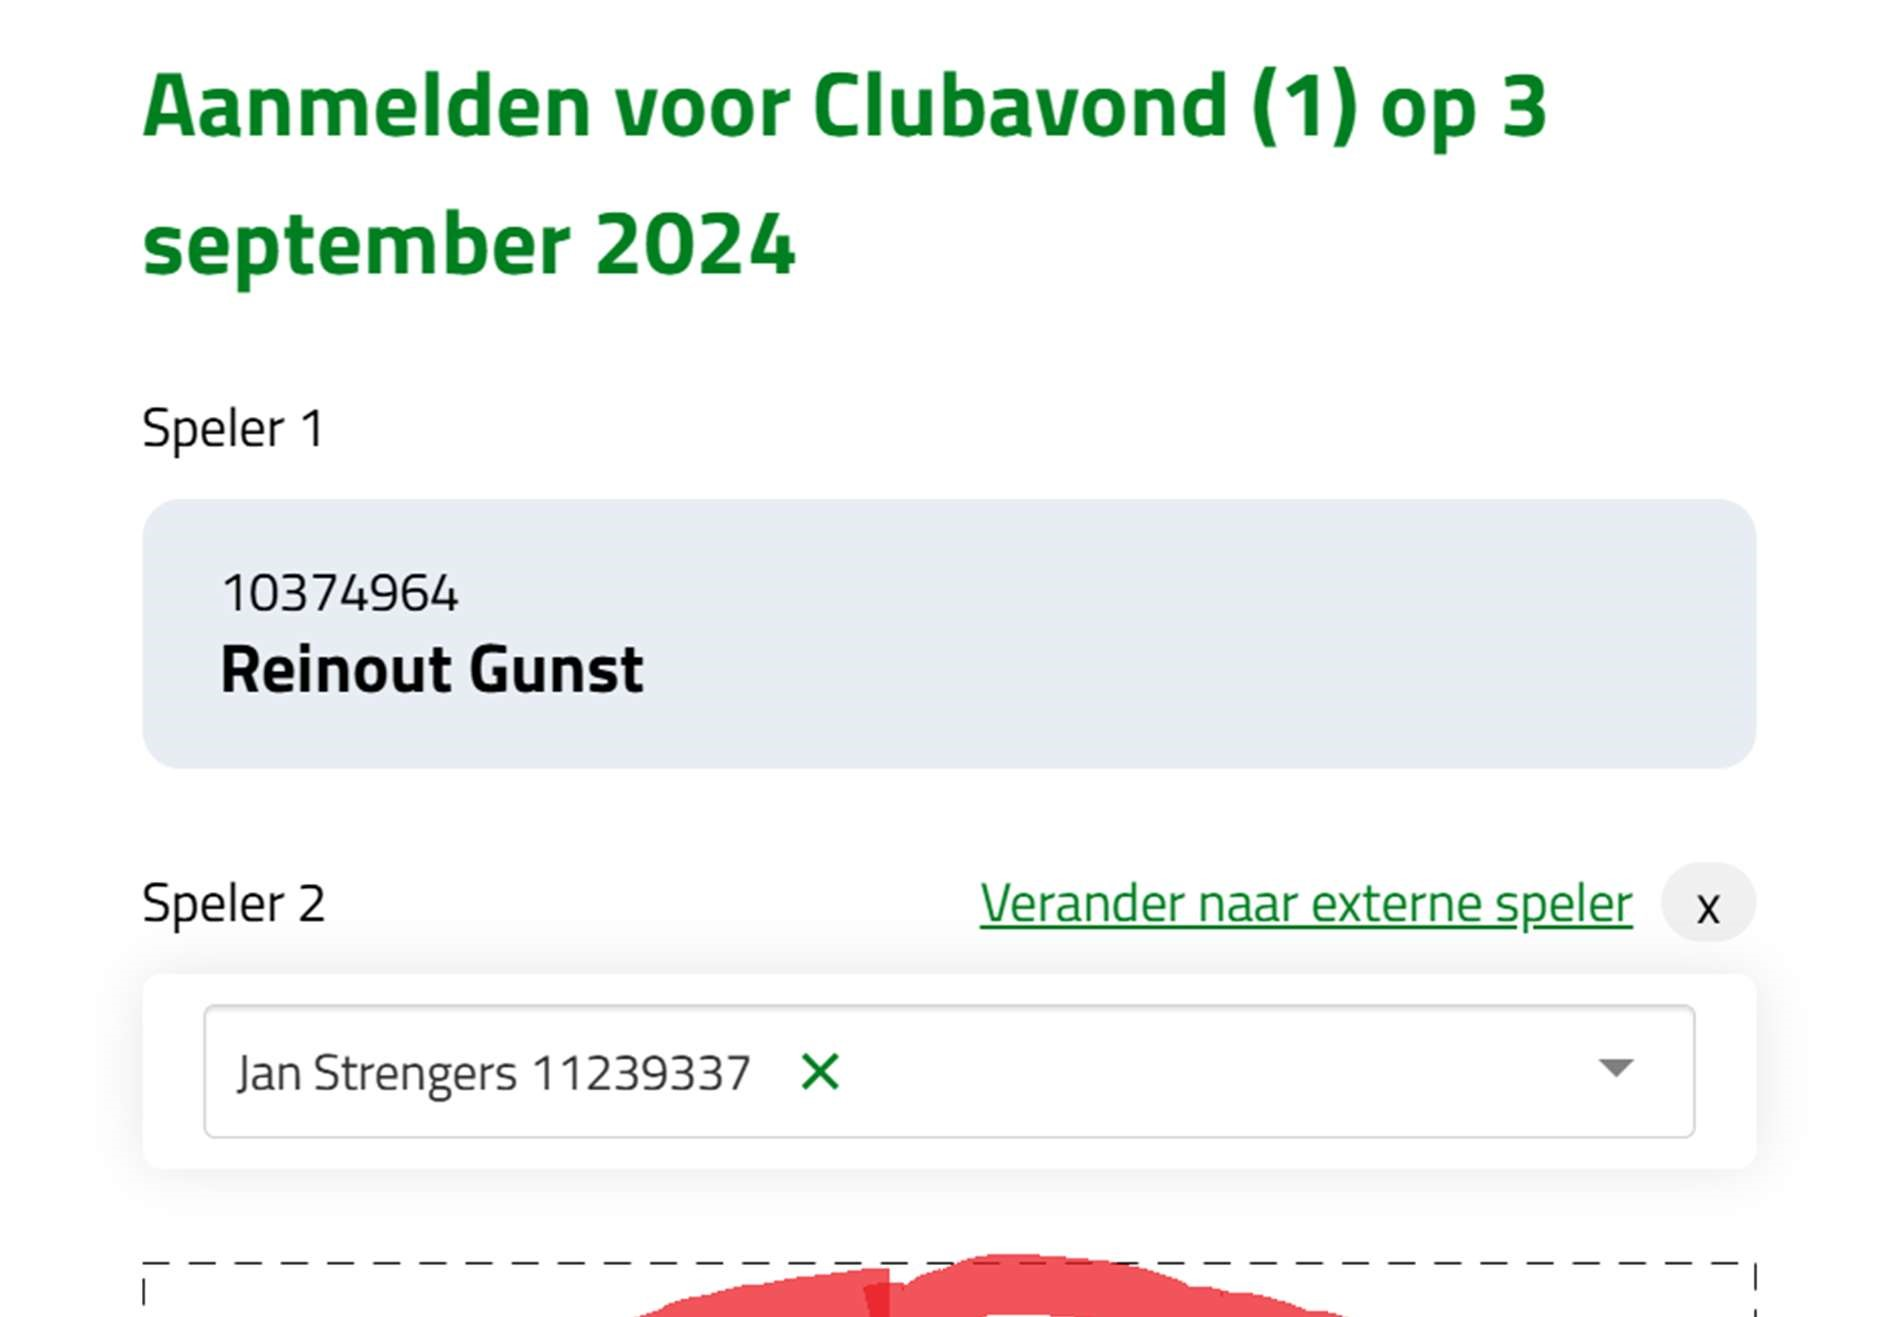 Aanmelden voor Clubavond (1) op 3
september 2024
Speler 1
10374964
Reinout Gunst
Speler 2
Verander naar externe speler
x
Jan Strengers 11239337